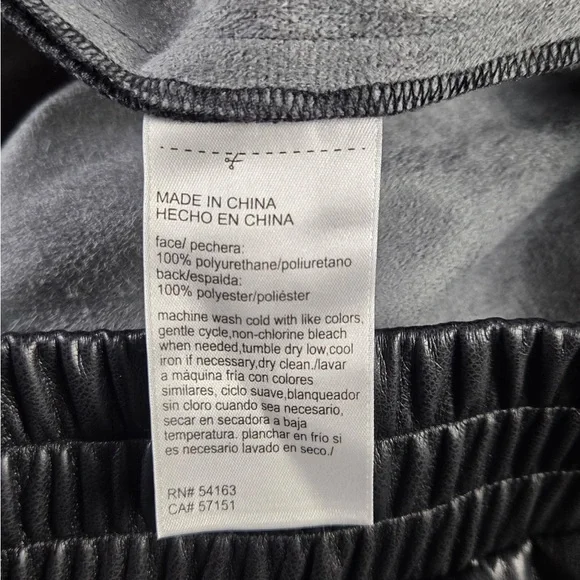 MADE IN CHINA
HECHO EN CHINA
face/ pechera:
100% polyurethane/poliuretano
back/espalda:
100% polyester/poliéster
machine wash cold with like colors,
gentle cycle,non-chlorine bleach
when needed,tumble dry low,cool
iron if necessary,dry clean./lavar
a máquina fría con colores
similares, ciclo suave,blanqueador
sin cloro cuando sea necesario,
secar en secadora a baja
temperatura. planchar en frio si
es necesario lavado en seco./
RN# 54163
CA# 57151